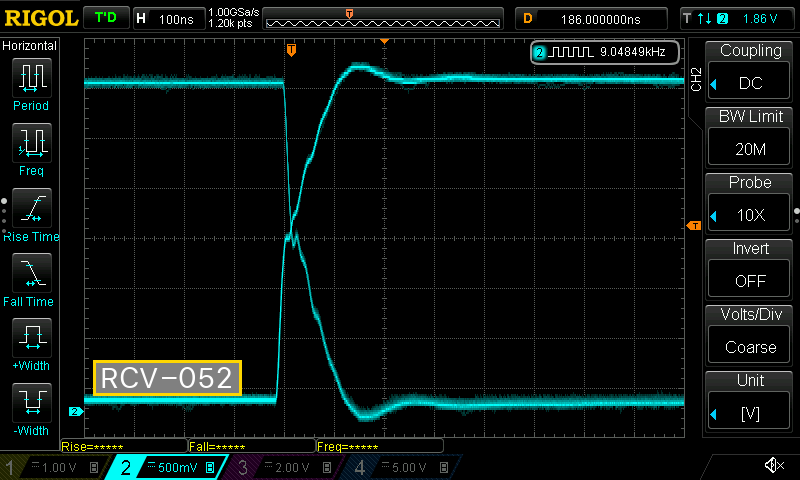 RIGOL T'D H 100ns 1.00GSa/s D 186.000000ns T 2 1.86 V
1.20k pts
Horizontal
T
2 9.04849kHz
Period
Freq
Rise Time
Fall Time
+Width
-Width
T
RCV-052
2
CH2
Coupling
DC
BW Limit
20M
Probe
10X
Invert
OFF
Volts/Div
Coarse
Unit
[V]
Rise=***** Fall=***** Freq=*****
1 1.00 V B 2 500mV B 3 2.00 V B 4 5.00 V B